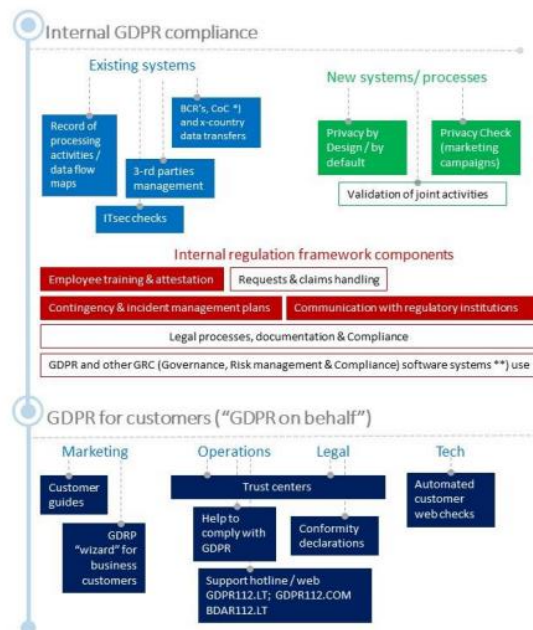 Internal GDPR compliance
Existing systems
New systems/ processes
Record of
processing
activities /
data flow
maps
3-rd parties
management
BCR's, CoC *)
and x-country
data transfers
ITsec checks
Privacy by
Design / by
default
Privacy Check
(marketing
campaigns)
Validation of joint activities
Internal regulation framework components
Employee training & attestation
Requests & claims handling
Contingency & incident management plans
Communication with regulatory institutions
Legal processes, documentation & Compliance
GDPR and other GRC (Governance, Risk management & Compliance) software systems **) use
GDPR for customers ("GDPR on behalf")
Marketing
Operations
Legal
Tech
Customer
guides
GDRP
"wizard" for
business
customers
Trust centers
Help to
comply with
GDPR
Conformity
declarations
Support hotline / web
GDPR112.LT; GDPR112.COM
BDAR112.LT
Automated
customer
web checks